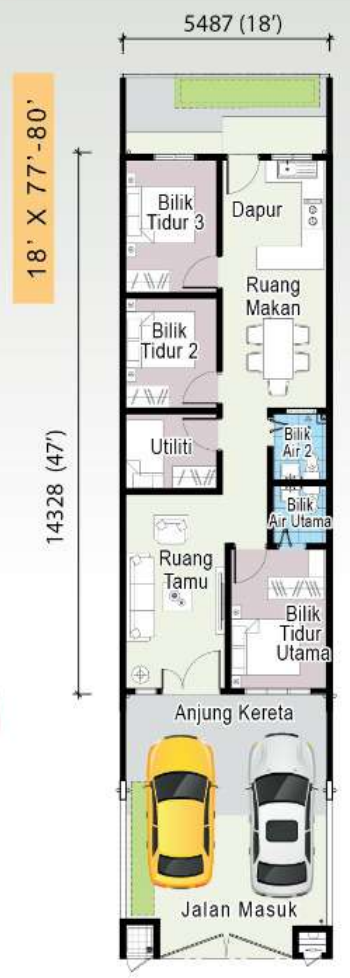 5487 (18')
18' X 77'-80'
14328 (47')
Bilik
Tidur 3
Dapur
Ruang
Makan
Bilik
Tidur 2
Utiliti
Bilik
Air 2
Bilik
Air Utama
Ruang
Tamu
Bilik
Tidur
Utama
Anjung Kereta
Jalan Masuk